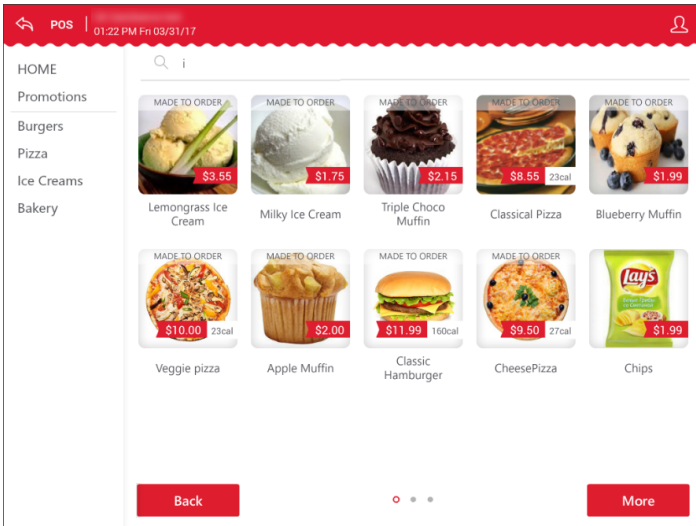 POS
01:22 PM Fri 03/31/17
HOME
Promotions
Burgers
Pizza
Ice Creams
Bakery
i
MADE TO ORDER
$3.55
Lemongrass Ice
Cream
MADE TO ORDER
$1.75
Milky Ice Cream
MADE TO ORDER
$2.15
Triple Choco
Muffin
MADE TO ORDER
$8.55 23cal
Classical Pizza
MADE TO ORDER
$1.99
Blueberry Muffin
MADE TO ORDER
$10.00 23cal
Veggie pizza
MADE TO ORDER
$2.00
Apple Muffin
MADE TO ORDER
$11.99 160cal
Classic
Hamburger
MADE TO ORDER
$9.50 27cal
CheesePizza
Lay's
$1.99
Chips
Back
More